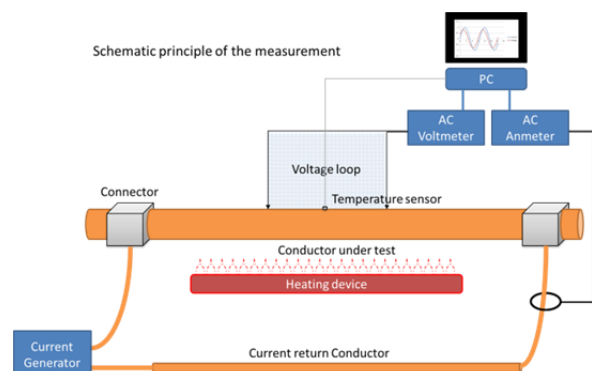 Schematic principle of the measurement
PC
AC
Voltmeter
AC
Anmeter
Voltage loop
Connector
Temperature sensor
Conductor under test
Heating device
Current
Generator
Current return Conductor